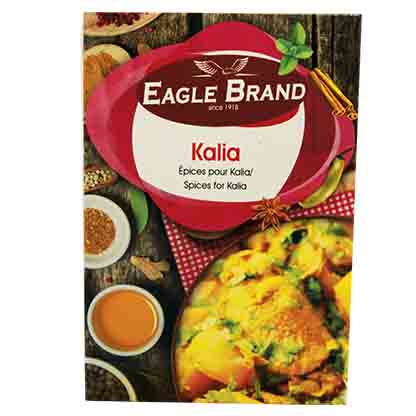 EAGLE BRAND
since 1918
Kalia
Épices pour Kalia/
Spices for Kalia